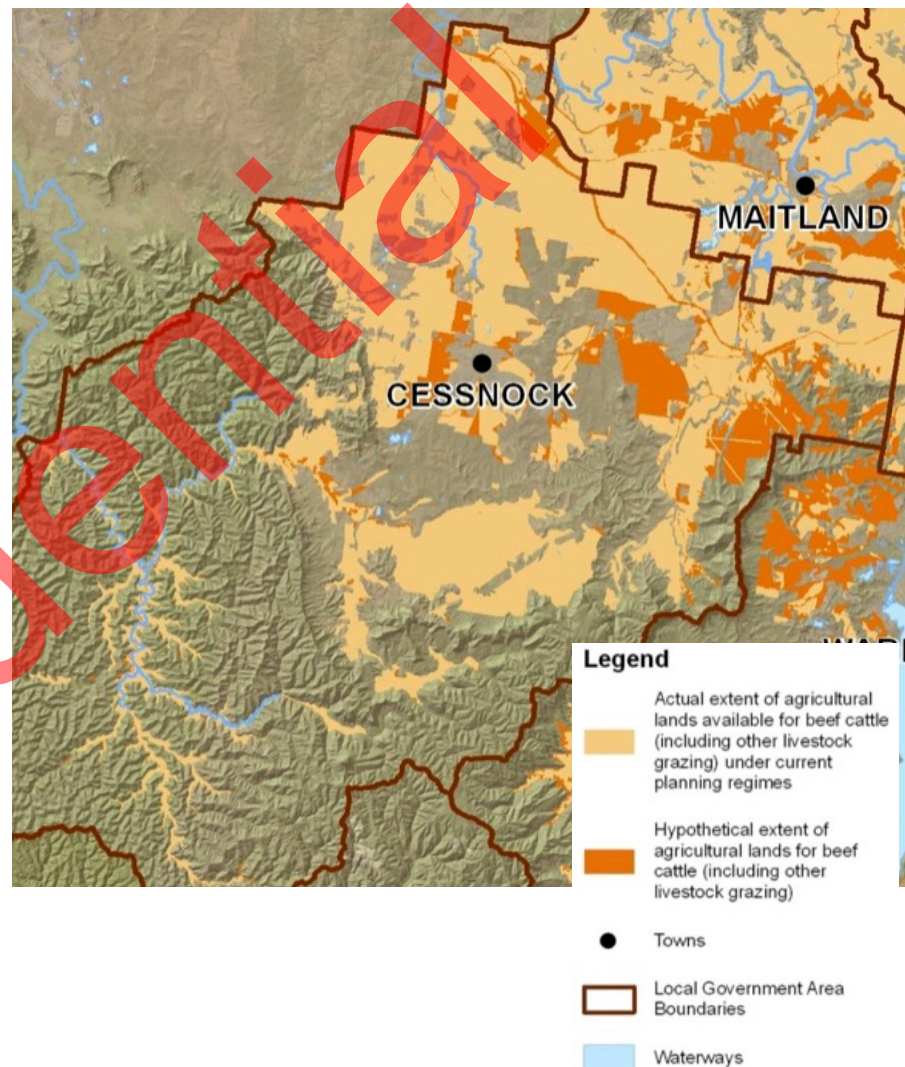 MAITLAND
CESSNOCK
Legend
Actual extent of agricultural
lands available for beef cattle
(including other livestock
grazing) under current
planning regimes
Hypothetical extent of
agricultural lands for beef
cattle (including other
livestock grazing)
Towns
Local Government Area
Boundaries
Waterways